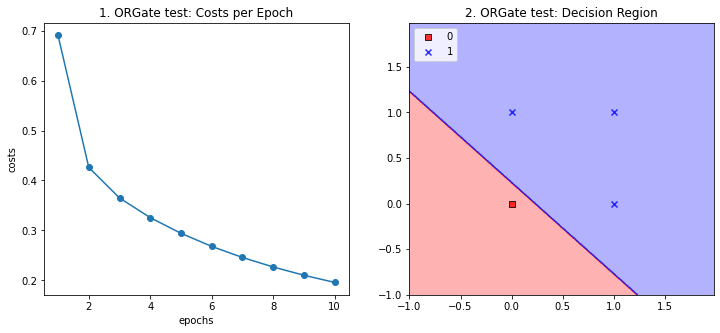 1. ORGate test: Costs per Epoch
0.7
0.6
0.5
0.4
0.3
0.2
costs
2 4 6 8 10
epochs
2. ORGate test: Decision Region
0
1
1.5
1.0
0.5
0.0
−0.5
−1.0
−1.0 −0.5 0.0 0.5 1.0 1.5